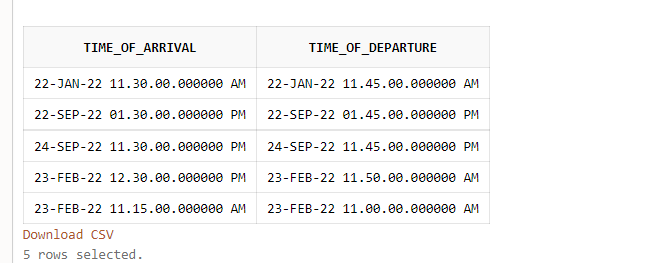 TIME_OF_ARRIVAL TIME_OF_DEPARTURE
22-JAN-22 11.30.00.000000 AM 22-JAN-22 11.45.00.000000 AM
22-SEP-22 01.30.00.000000 PM 22-SEP-22 01.45.00.000000 PM
24-SEP-22 11.30.00.000000 PM 24-SEP-22 11.45.00.000000 PM
23-FEB-22 12.30.00.000000 PM 23-FEB-22 11.50.00.000000 AM
23-FEB-22 11.15.00.000000 AM 23-FEB-22 11.00.00.000000 AM
Download CSV
5 rows selected.